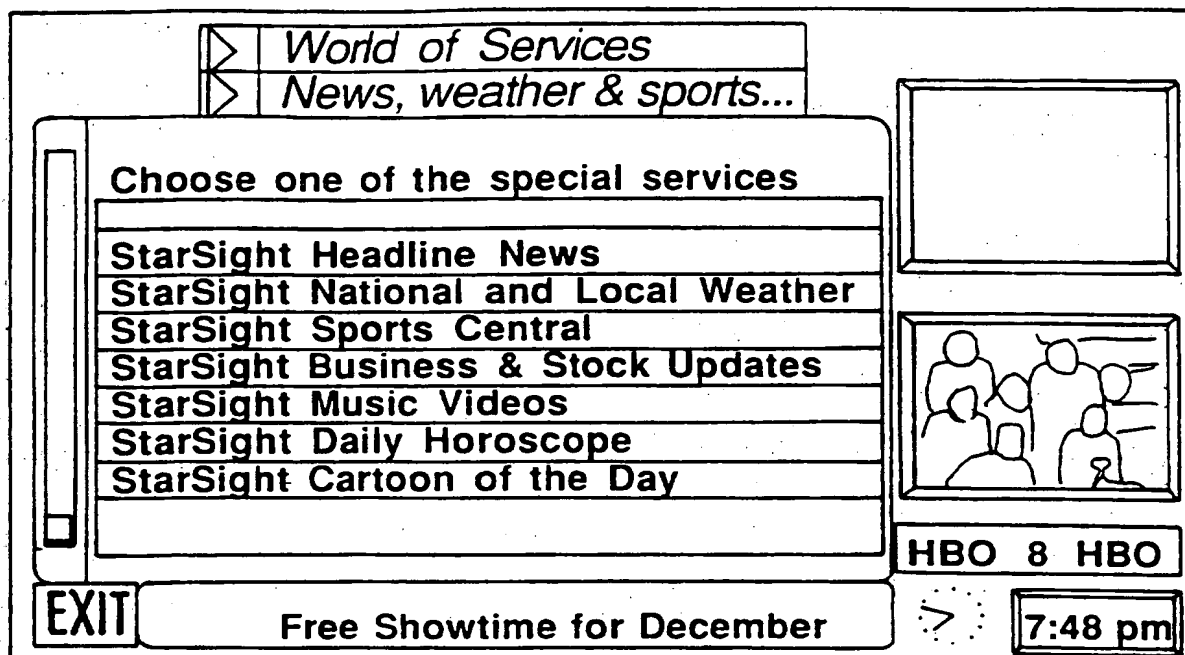 World of Services
News, weather & sports...
Choose one of the special services
StarSight Headline News
StarSight National and Local Weather
StarSight Sports Central
StarSight Business & Stock Updates
StarSight Music Videos
StarSight Daily Horoscope
StarSight Cartoon of the Day
HBO 8 HBO
EXIT
Free Showtime for December
7:48 pm